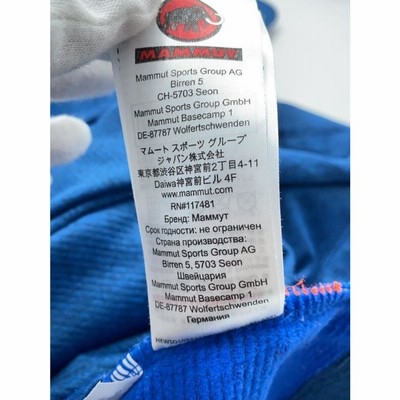 MAMMUT
Mammut Sports Group AG
Birren 5
CH-5703 Seon
Mammut Sports Group GmbH
Mammut Basecamp 1
DE-87787 Wolfertschwenden
マムート スポーツ グループ
ジャパン株式会社
東京都渋谷区神宮前2丁目4-11
Daiwa神宮前ビル 4F
www.mammut.com
RN#117481
Бренд: Маммут
Срок годности: не ограничен
Страна производства:
Mammut Sports Group AG
Birren 5, 5703 Seon
Швейцария
Mammut Sports Group GmbH
Mammut Basecamp 1
DE-87787 Wolfertschwenden
Германия